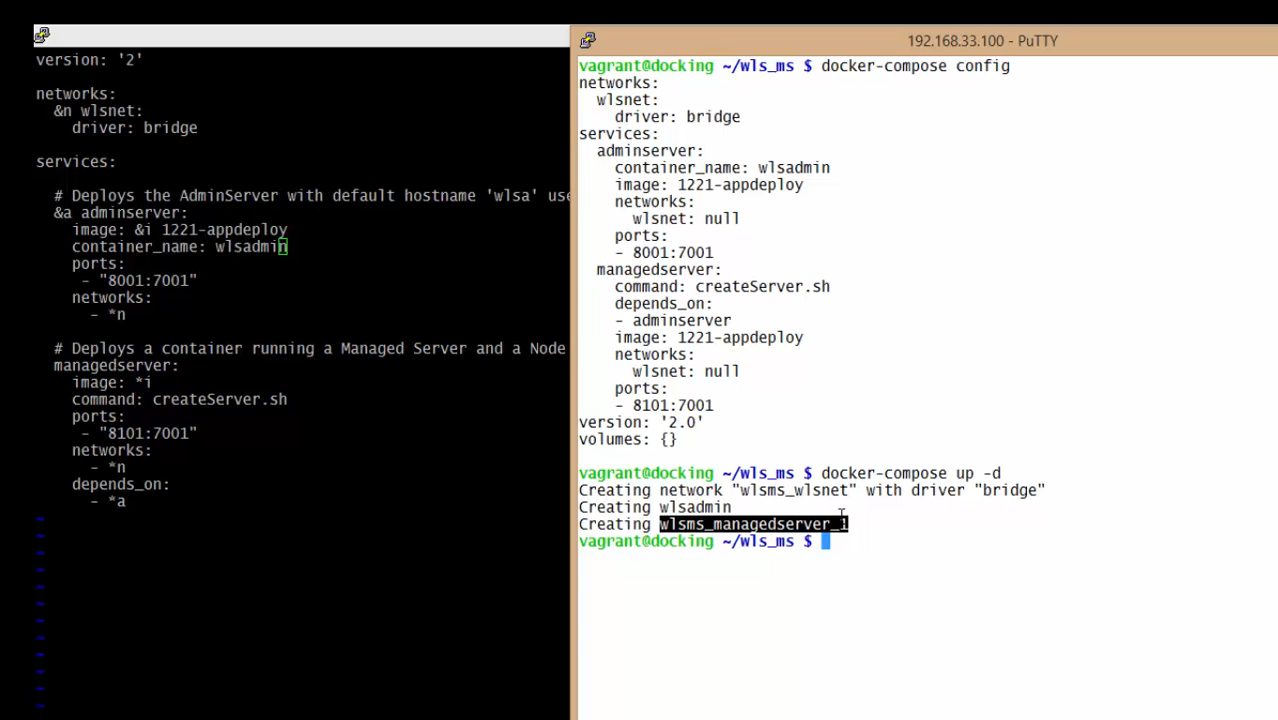 version: '2'
networks:
&n wlsnet:
driver: bridge
services:
# Deploys the AdminServer with default hostname 'wlsa' use
&a adminserver:
image: &i 1221-appdeploy
container_name: wlsadmin
ports:
- "8001:7001"
networks:
- *n
# Deploys a container running a Managed Server and a Node
managedserver:
image: *i
command: createServer.sh
ports:
- "8101:7001"
networks:
- *n
depends_on:
- *a
~
~
~
~
~
~
~
~
~
~
~
~
192.168.33.100 - PuTTY
vagrant@docking ~/wls_ms $ docker-compose config
networks:
wlsnet:
driver: bridge
services:
adminserver:
container_name: wlsadmin
image: 1221-appdeploy
networks:
wlsnet: null
ports:
- 8001:7001
managedserver:
command: createServer.sh
depends_on:
- adminserver
image: 1221-appdeploy
networks:
wlsnet: null
ports:
- 8101:7001
version: '2.0'
volumes: {}
vagrant@docking ~/wls_ms $ docker-compose up -d
Creating network "wlsms_wlsnet" with driver "bridge"
Creating wlsadmin
Creating wlsms_managedserver_1
vagrant@docking ~/wls_ms $